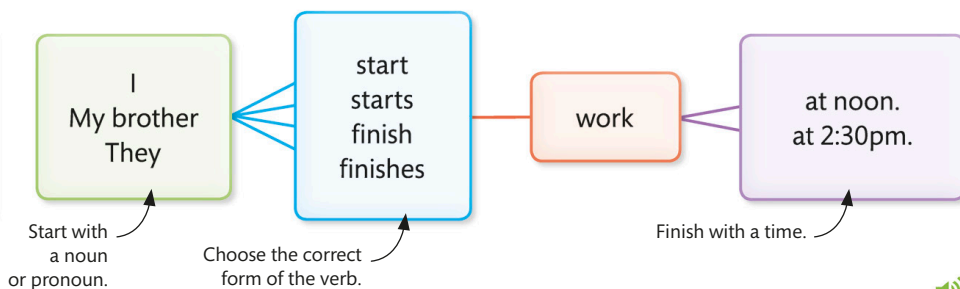 I
My brother
They
start
starts
finish
finishes
work
at noon.
at 2:30pm.
Start with
a noun
or pronoun.
Choose the correct
form of the verb.
Finish with a time.